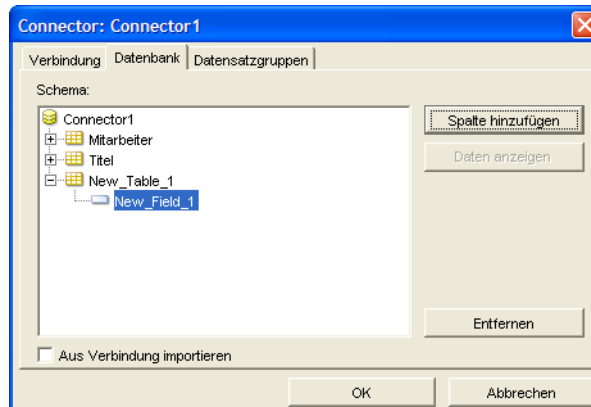 Connector: Connector1
Verbindung Datenbank Datensatzgruppen
Schema:
Connector1
Spalte hinzufügen
Mitarbeiter
Daten anzeigen
Titel
New_Table_1
New_Field_1
Entfernen
Aus Verbindung importieren
OK Abbrechen